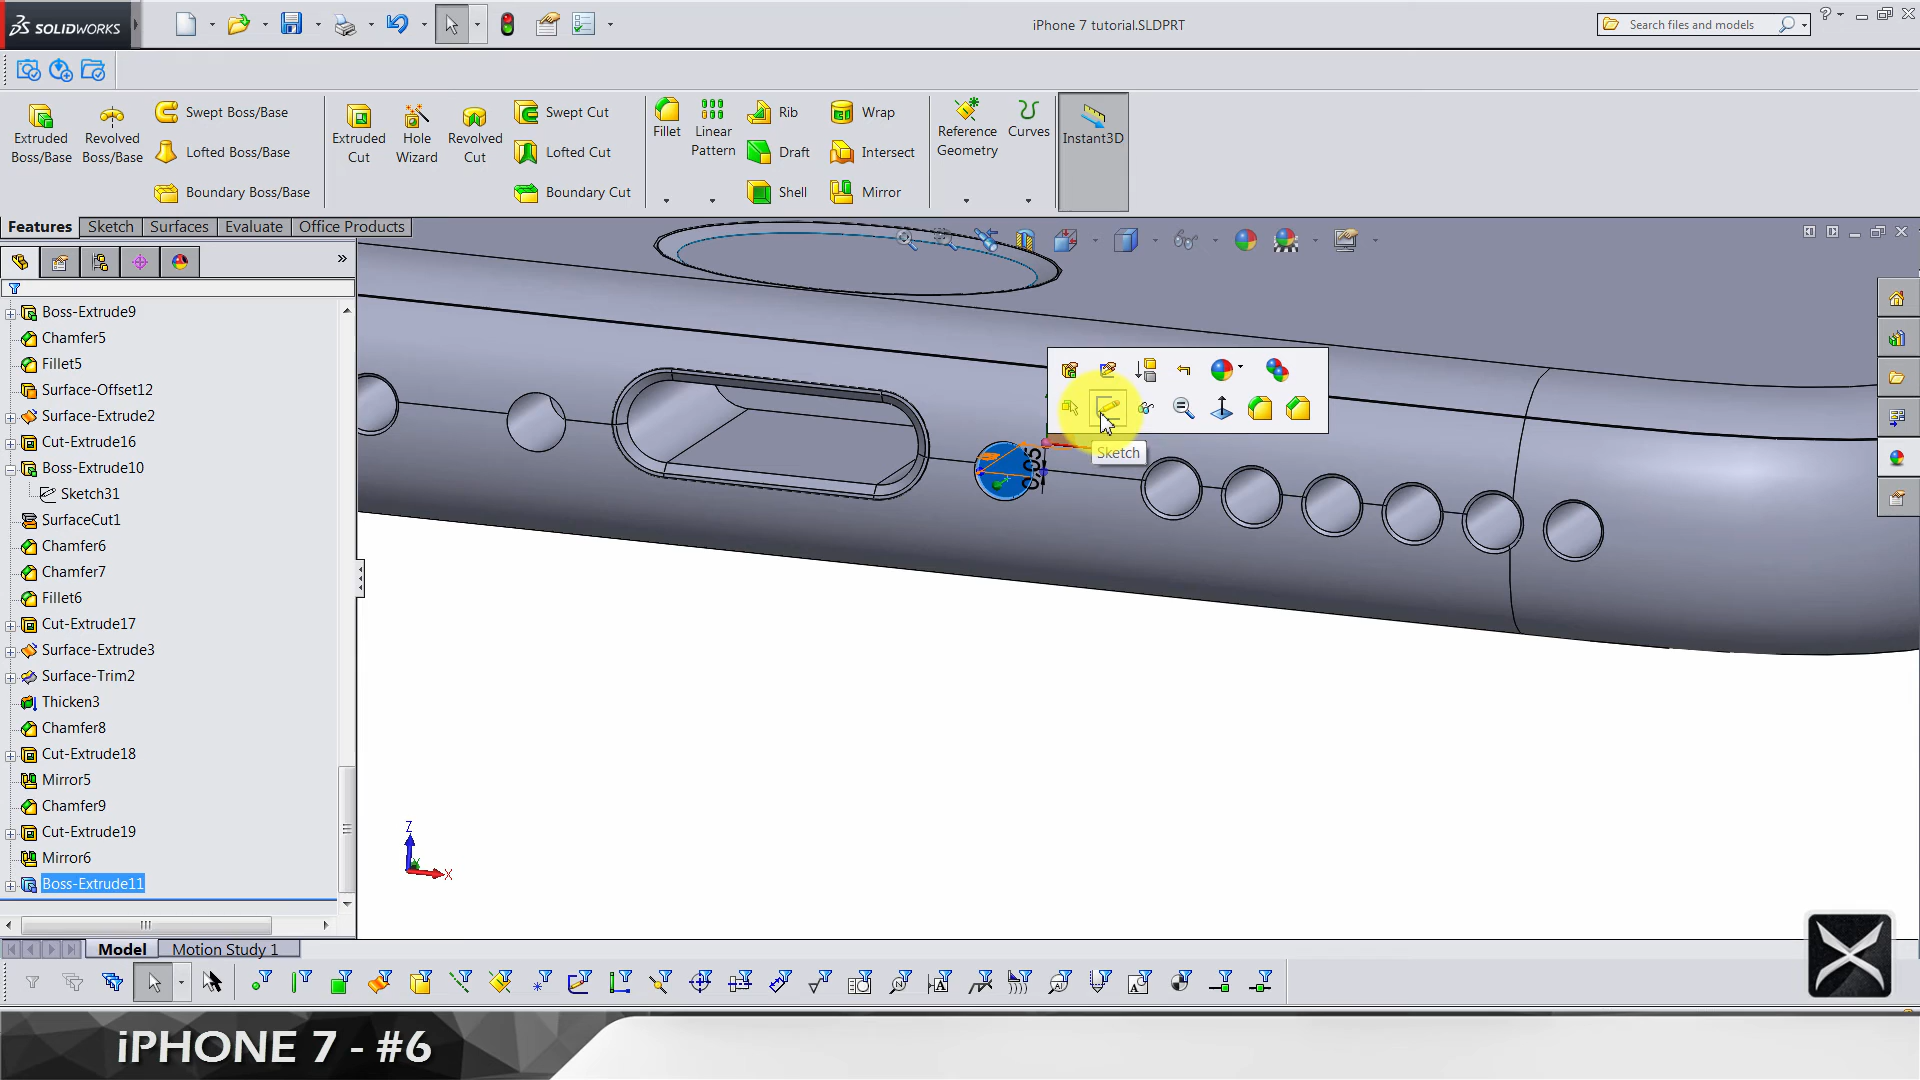 SOLIDWORKS
iPhone 7 tutorial.SLDPRT
Search files and models
Extruded Boss/Base
Revolved Boss/Base
Swept Boss/Base
Lofted Boss/Base
Boundary Boss/Base
Extruded Cut
Hole Wizard
Revolved Cut
Swept Cut
Lofted Cut
Boundary Cut
Fillet
Linear Pattern
Rib
Draft
Shell
Wrap
Intersect
Mirror
Reference Geometry
Curves
Instant3D
Features
Sketch
Surfaces
Evaluate
Office Products
Boss-Extrude9
Chamfer5
Fillet5
Surface-Offset12
Surface-Extrude2
Cut-Extrude16
Boss-Extrude10
Sketch31
SurfaceCut1
Chamfer6
Chamfer7
Fillet6
Cut-Extrude17
Surface-Extrude3
Surface-Trim2
Thicken3
Chamfer8
Cut-Extrude18
Mirror5
Chamfer9
Cut-Extrude19
Mirror6
Boss-Extrude11
Sketch
0,05
Z
X
Model
Motion Study 1
iPHONE 7 - #6